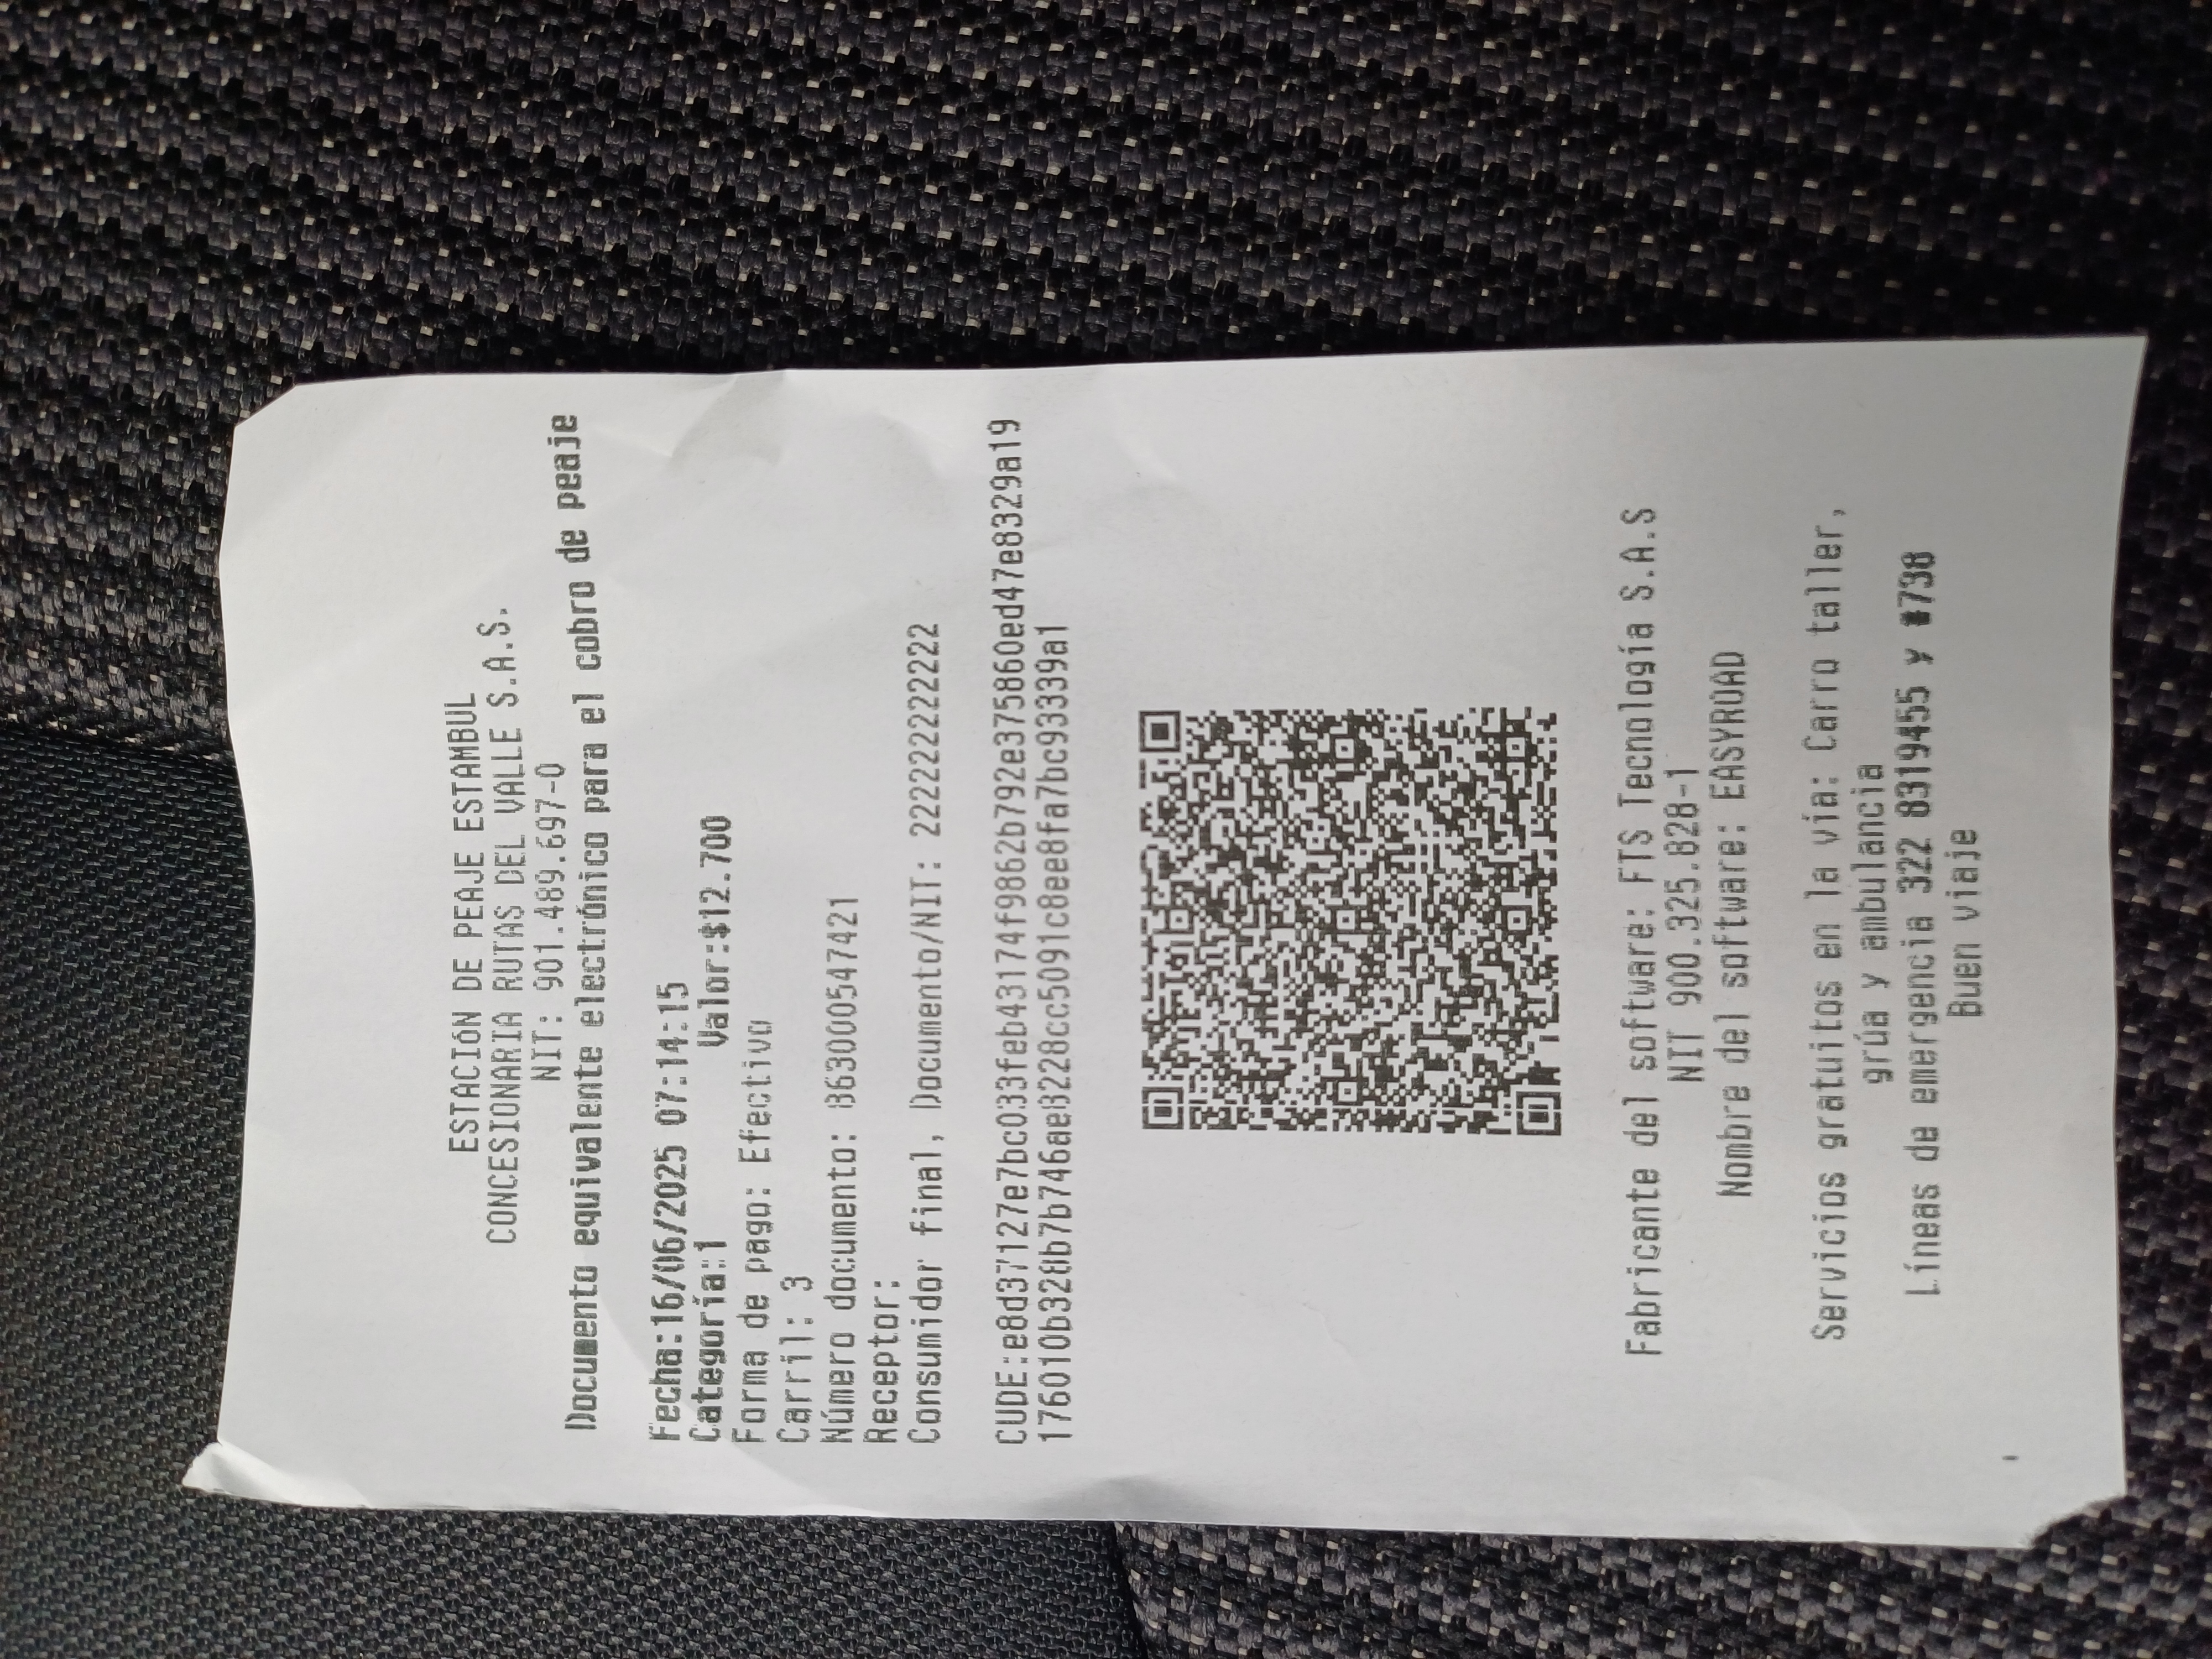 ESTACIÓN DE PEAJE ESTAMBUL
CONCESIONARIA RUTAS DEL VALLE S.A.S.
NIT: 901.489.697-0
Documento equivalente electrónico para el cobro de peaje
Fecha:16/06/2025 07:14:15
Categoría:1 Valor:$12.700
Forma de pago: Efectivo
Carril: 3
Número documento: B63000547421
Receptor:
Consumidor final, Documento/NIT: 222222222222
CUDE:e8d37127e7bc033feb43174f9862b792e375860ed47e8329a19
176010b328b7b746ae8228cc5091c8ee8fa7bc93339a1
Fabricante del software: FTS Tecnología S.A.S
NIT 900.325.828-1
Nombre del software: EASYROAD
Servicios gratuitos en la vía: Carro taller,
grúa y ambulancia
Líneas de emergencia 322 8319455 y #738
Buen viaje